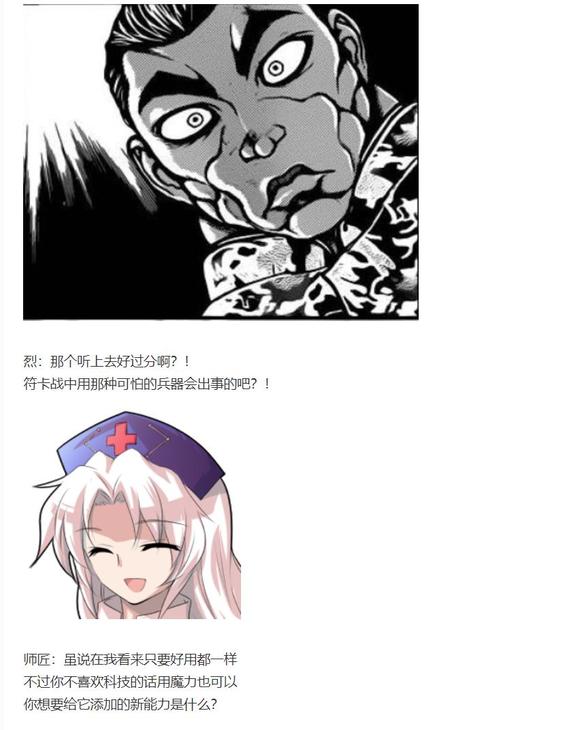 烈：那个听上去好过分啊？！
符卡战中用那种可怕的兵器会出事的吧？！
师匠：虽说在我看来只要好用都一样
不过你不喜欢科技的话用魔力也可以
你想要给它添加的新能力是什么？